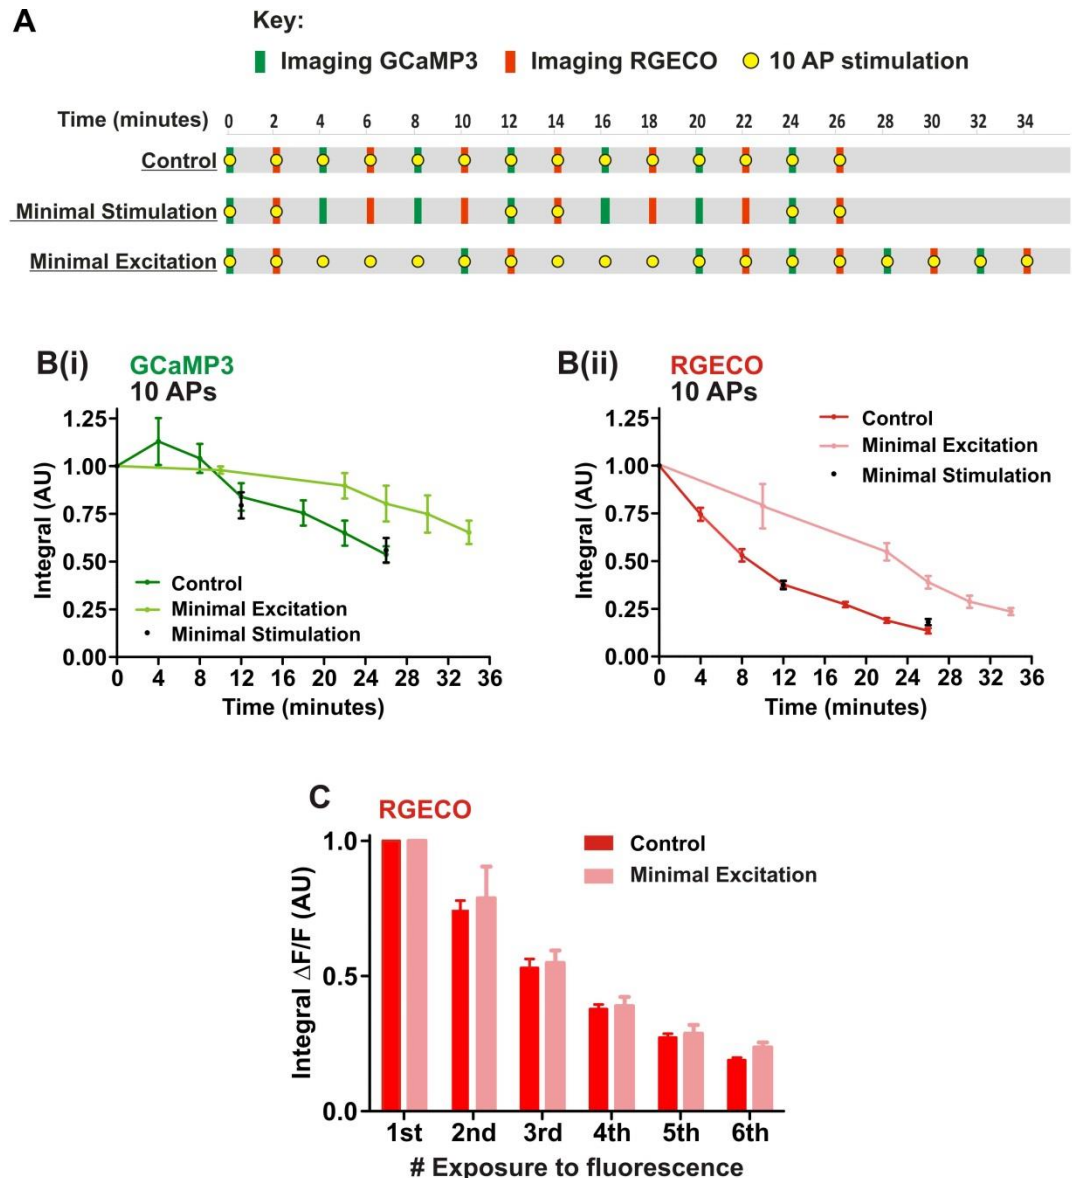 A
Key:
Imaging GCaMP3 Imaging RGECO 10 AP stimulation
Time (minutes) 0 2 4 6 8 10 12 14 16 18 20 22 24 26 28 30 32 34
Control
Minimal Stimulation
Minimal Excitation
B(i)
GCaMP3
10 APs
Integral (AU)
1.25
1.00
0.75
0.50
0.25
0.00
Control
Minimal Excitation
Minimal Stimulation
0 4 8 12 16 20 24 28 32 36
Time (minutes)
B(ii)
RGECO
10 APs
Control
Minimal Excitation
Minimal Stimulation
Integral (AU)
1.25
1.00
0.75
0.50
0.25
0.00
0 4 8 12 16 20 24 28 32 36
Time (minutes)
C
RGECO
Control
Minimal Excitation
Integral ΔF/F (AU)
1.0
0.5
0.0
1st 2nd 3rd 4th 5th 6th
# Exposure to fluorescence